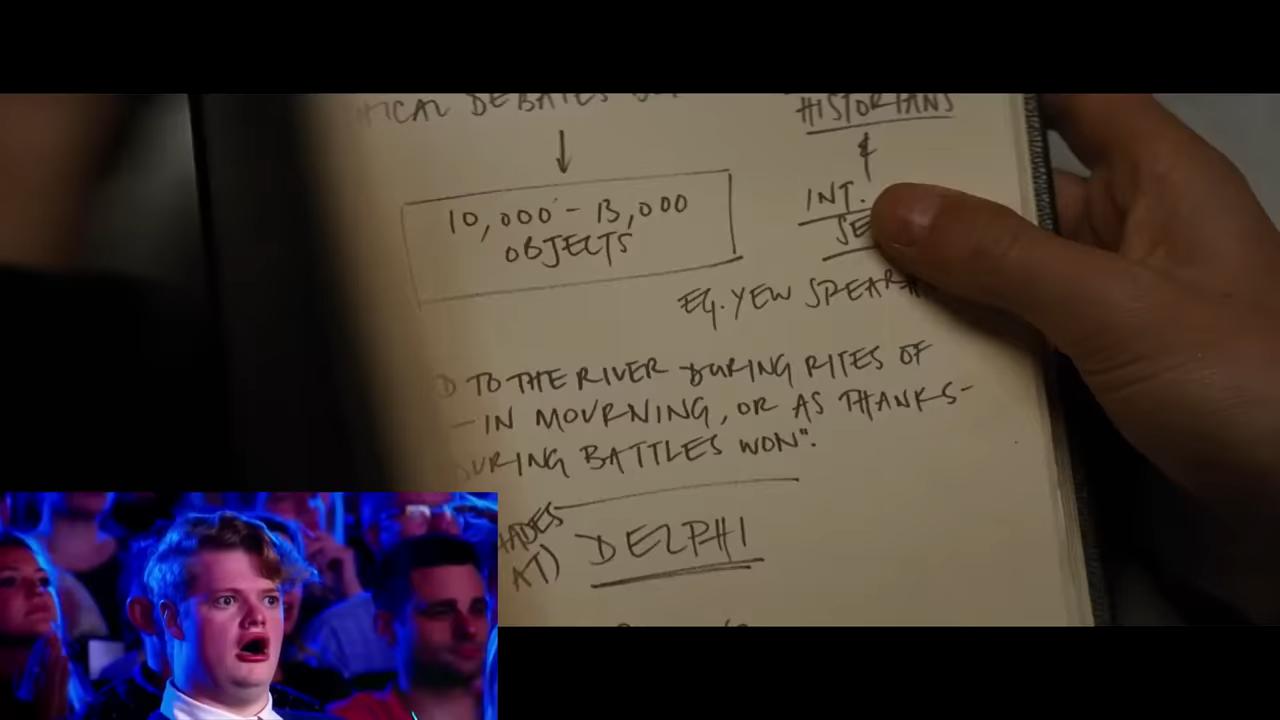 DEBATES
HISTORIANS
&
10,000 - 13,000
OBJECTS
INT.
EG. YEW SPEAR
TO THE RIVER DURING RITES OF
- IN MOURNING, OR AS THANKS-
DURING BATTLES WON".
DELPHI